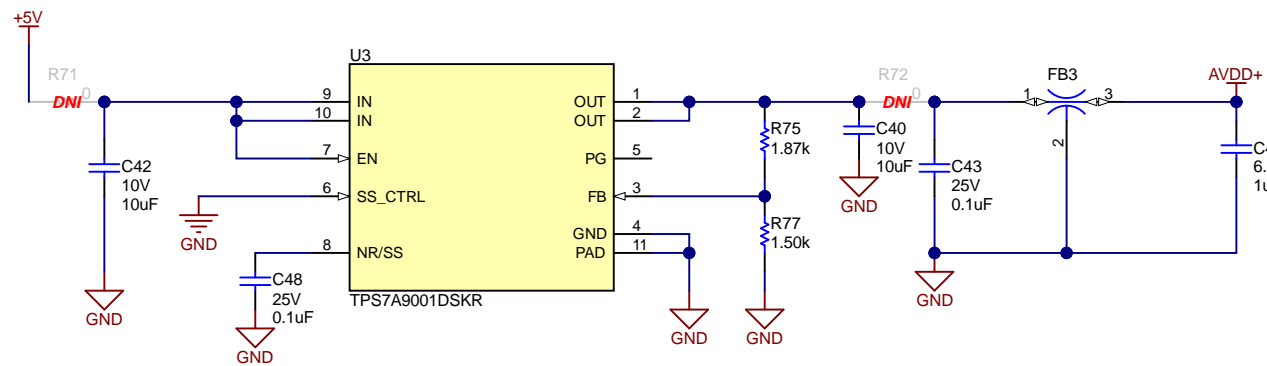 +5V
R71
DNI
0
C42
10V
10uF
GND
U3
9
IN
10
IN
7
EN
6
SS_CTRL
8
NR/SS
OUT
1
OUT
2
PG
5
FB
3
GND
4
PAD
11
TPS7A9001DSKR
GND
C48
25V
0.1uF
GND
GND
R75
1.87k
R77
1.50k
GND
C40
10V
10uF
GND
R72
DNI
0
C43
25V
0.1uF
GND
FB3
1
3
2
AVDD+